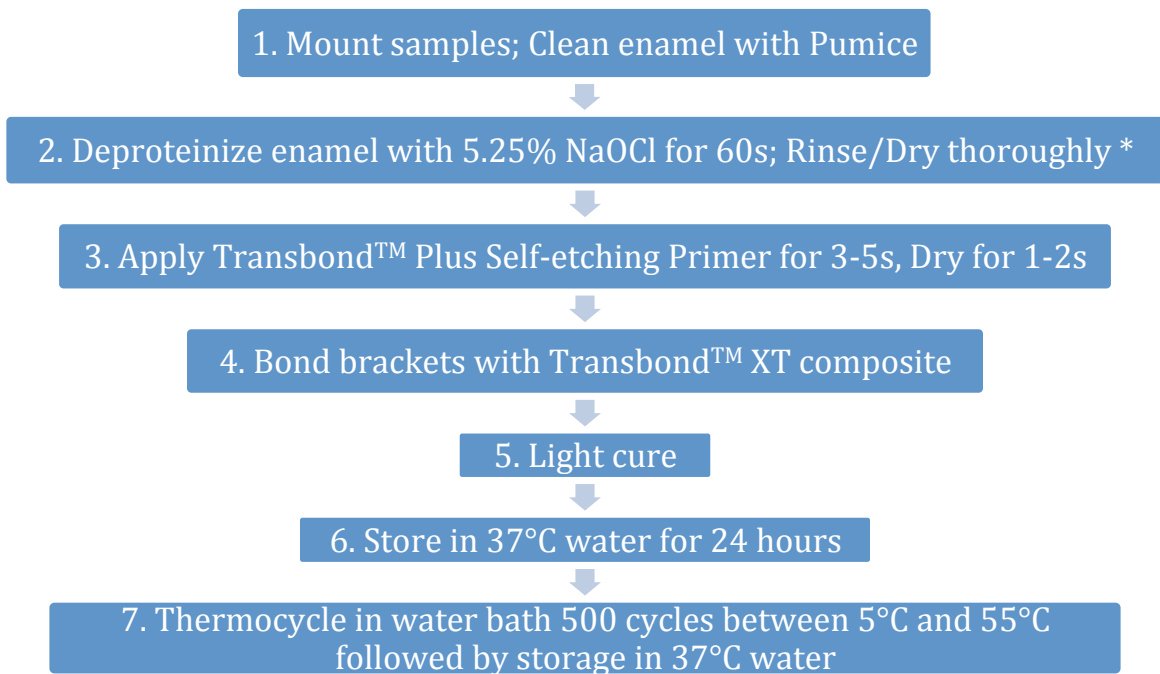 1. Mount samples; Clean enamel with Pumice
2. Deproteinize enamel with 5.25% NaOCl for 60s; Rinse/Dry thoroughly *
3. Apply Transbond™ Plus Self-etching Primer for 3-5s, Dry for 1-2s
4. Bond brackets with Transbond™ XT composite
5. Light cure
6. Store in 37°C water for 24 hours
7. Thermocycle in water bath 500 cycles between 5°C and 55°C
followed by storage in 37°C water